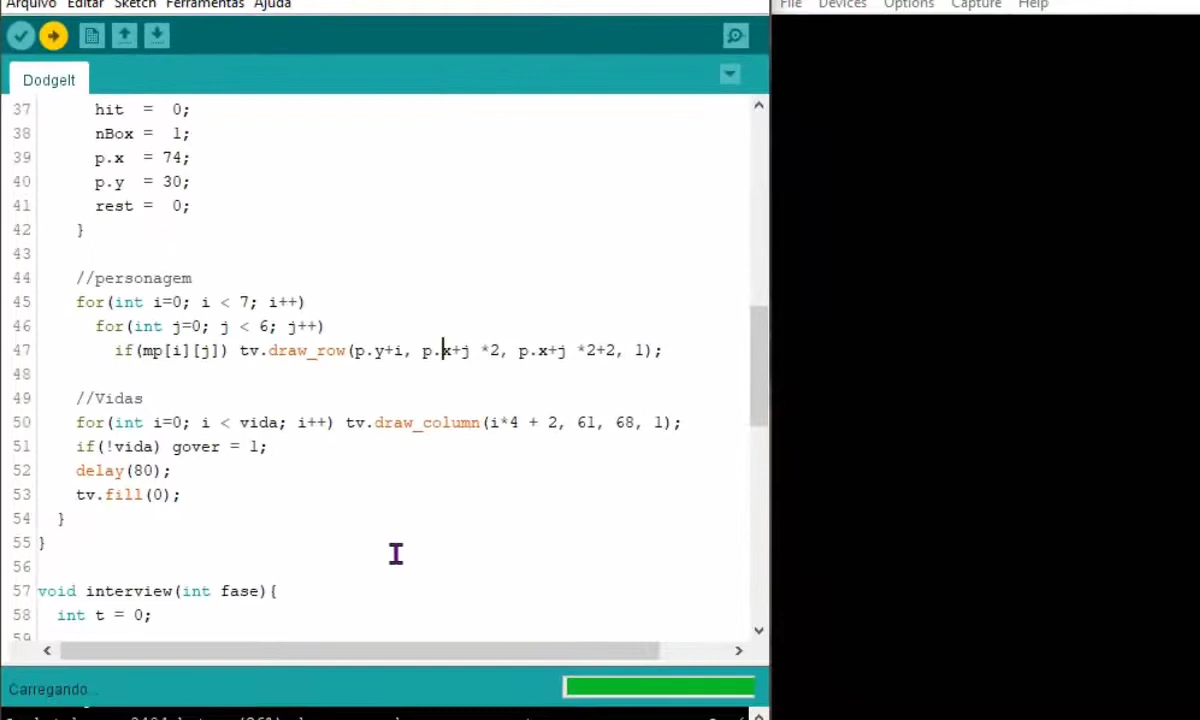 Arquivo Editar Sketch Ferramentas Ajuda
File Devices Options Capture Help
DodgeIt
37 hit = 0;
38 nBox = 1;
39 p.x = 74;
40 p.y = 30;
41 rest = 0;
42 }
43
44 //personagem
45 for(int i=0; i < 7; i++)
46 for(int j=0; j < 6; j++)
47 if(mp[i][j]) tv.draw_row(p.y+i, p.x+j *2, p.x+j *2+2, 1);
48
49 //Vidas
50 for(int i=0; i < vida; i++) tv.draw_column(i*4 + 2, 61, 68, 1);
51 if(!vida) gover = 1;
52 delay(80);
53 tv.fill(0);
54 }
55 }
56
57 void interview(int fase){
58 int t = 0;
59
Carregando...